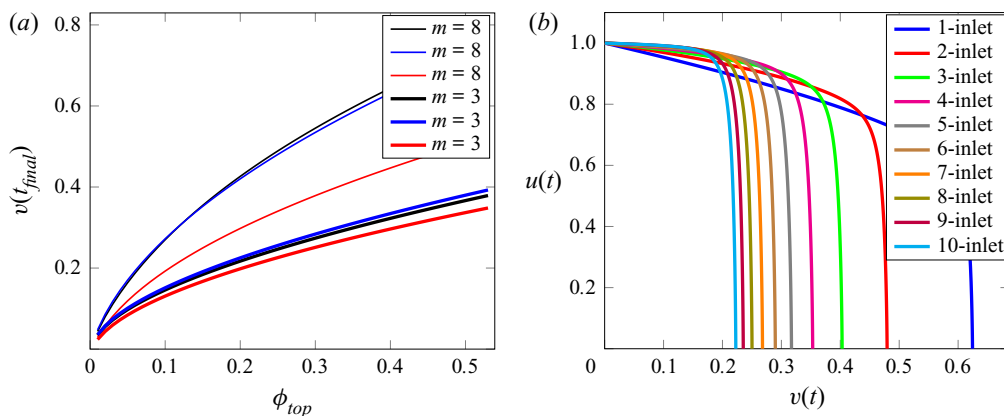 (a)
0.8
0.6
0.4
0.2
v(t_final)
0
0.1
0.2
0.3
0.4
0.5
ϕ_top
m = 8
m = 8
m = 8
m = 3
m = 3
m = 3
(b)
1.0
0.8
0.6
0.4
0.2
u(t)
0
0.1
0.2
0.3
0.4
0.5
0.6
v(t)
1-inlet
2-inlet
3-inlet
4-inlet
5-inlet
6-inlet
7-inlet
8-inlet
9-inlet
10-inlet